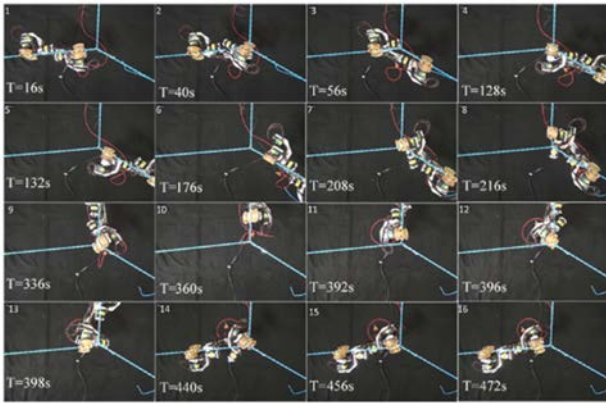 1
T=16s
2
T=40s
3
T=56s
4
T=128s
5
T=132s
6
T=176s
7
T=208s
8
T=216s
9
T=336s
10
T=360s
11
T=392s
12
T=396s
13
T=398s
14
T=440s
15
T=456s
16
T=472s